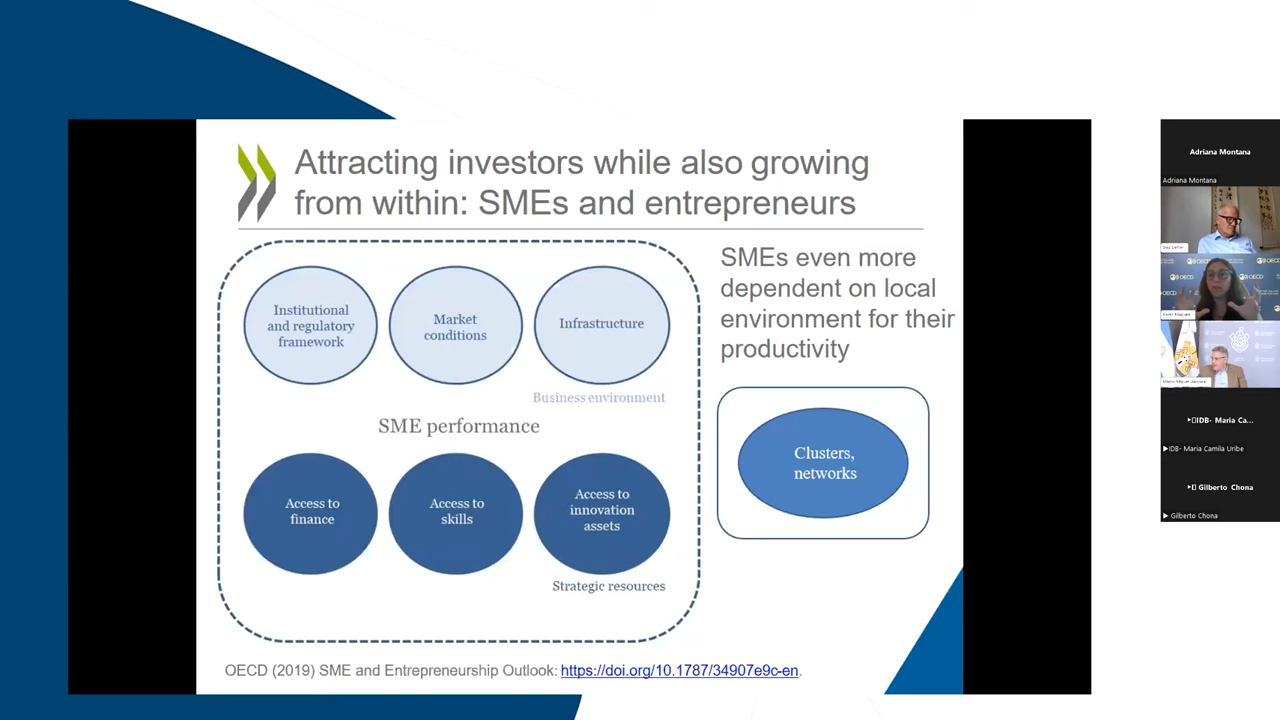 Attracting investors while also growing
from within: SMEs and entrepreneurs
Institutional
and regulatory
framework
Market
conditions
Infrastructure
Business environment
SME performance
Access to
finance
Access to
skills
Access to
innovation
assets
Strategic resources
SMEs even more
dependent on local
environment for their
productivity
Clusters,
networks
OECD (2019) SME and Entrepreneurship Outlook: https://doi.org/10.1787/34907e9c-en.
Adriana Montana
Adriana Montana
OECD
OECD
IDB- Maria Ca...
IDB- Maria Camila Uribe
Gilberto Chona
Gilberto Chona